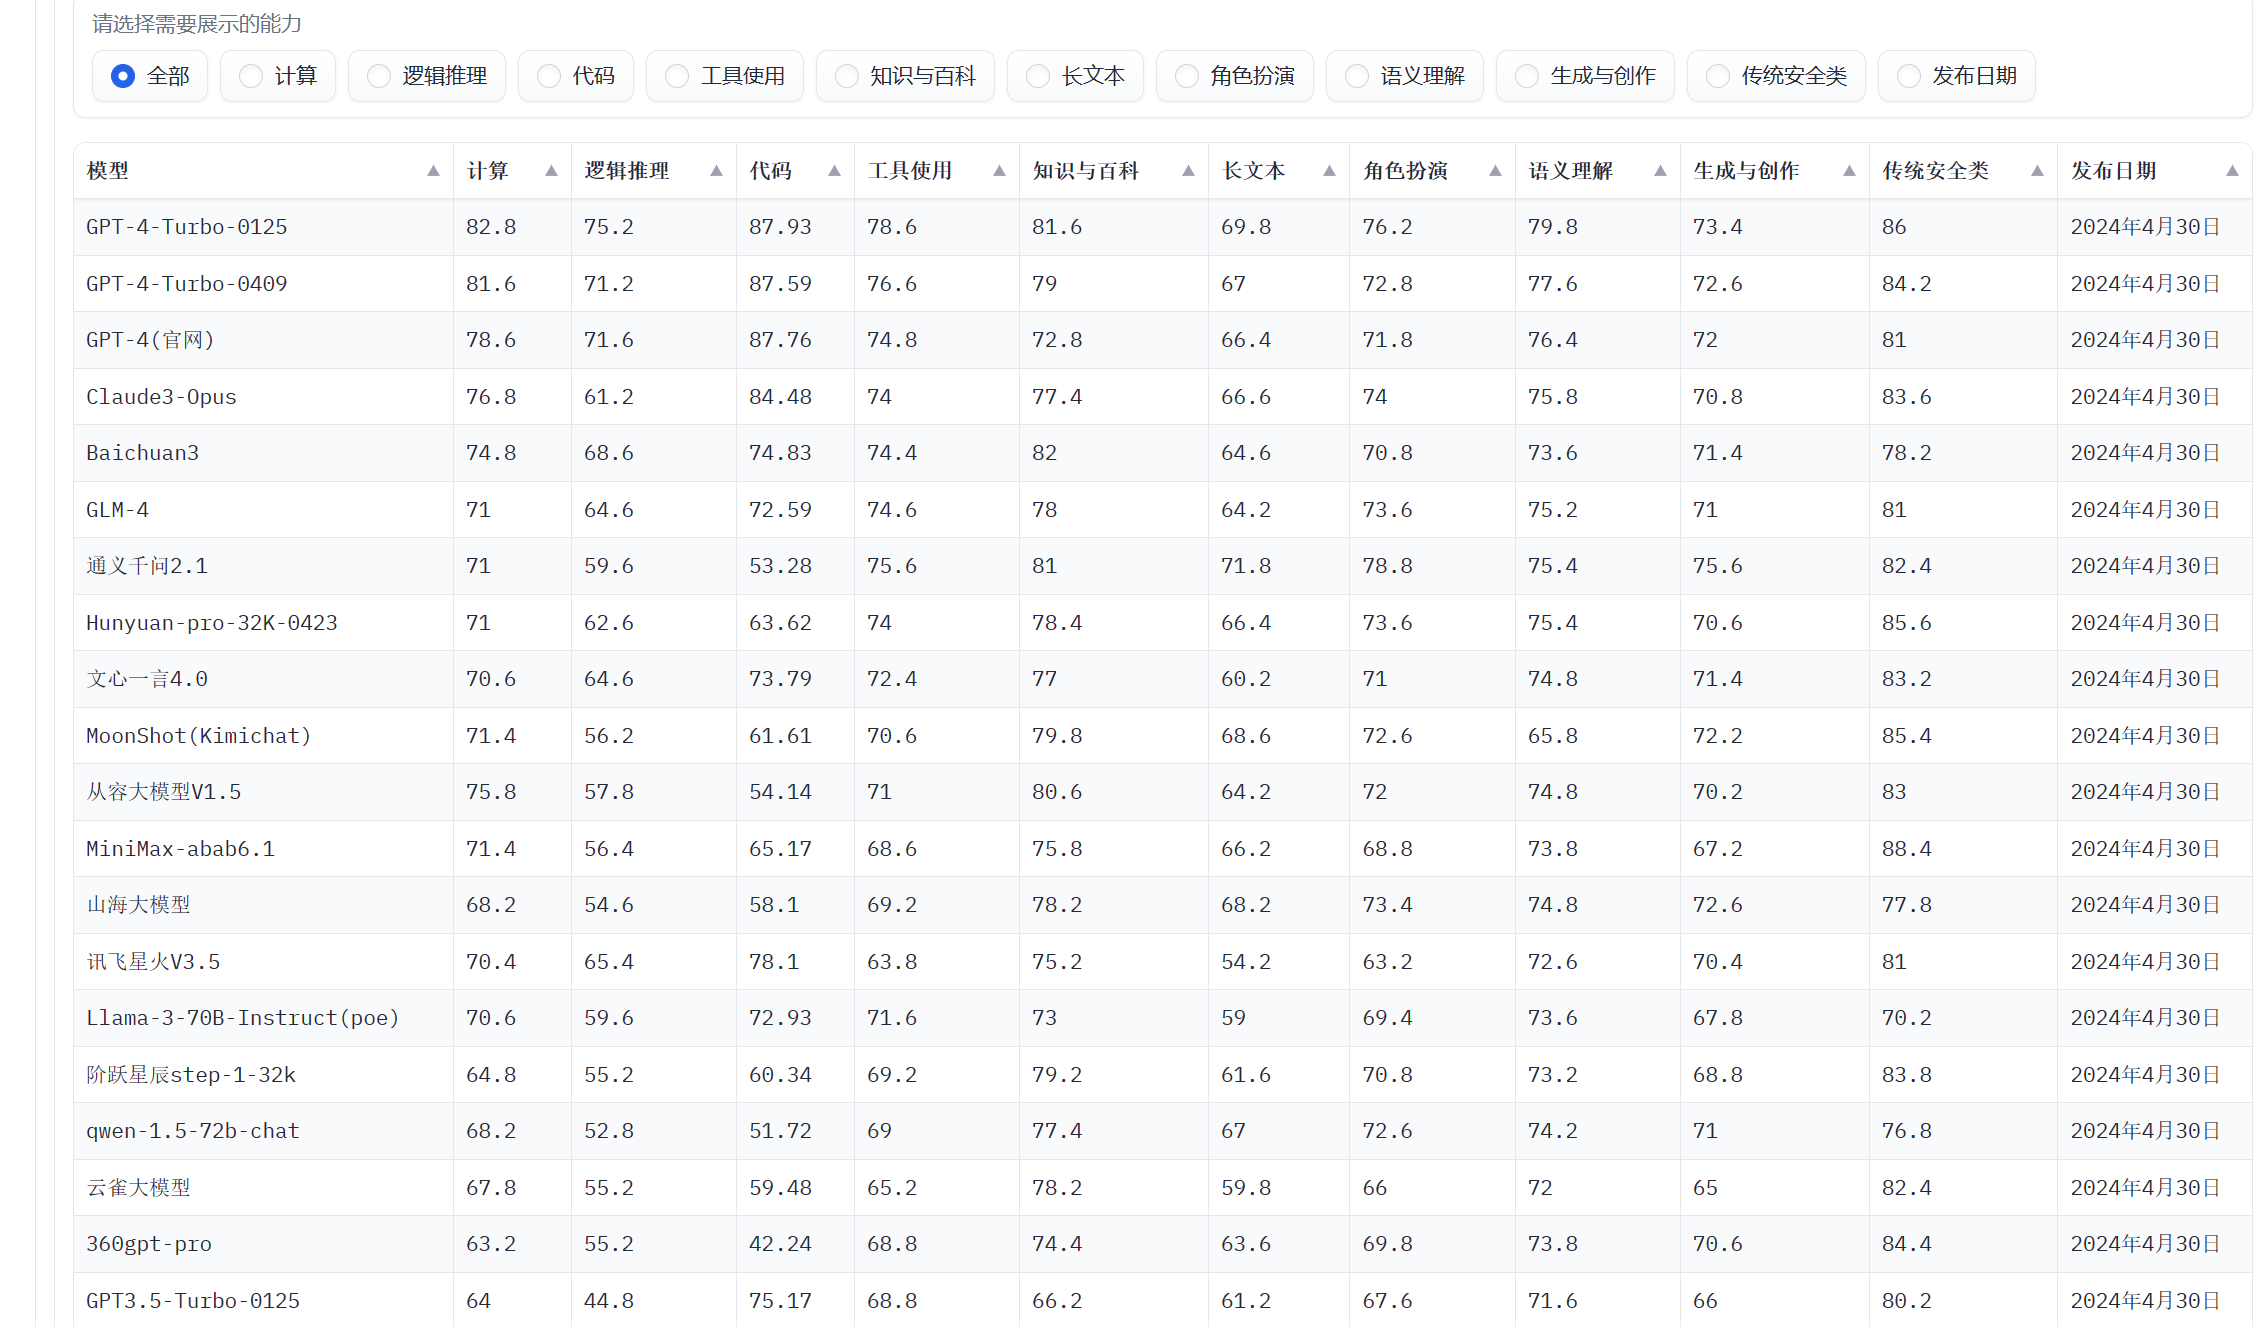 请选择需要展示的能力
全部 计算 逻辑推理 代码 工具使用 知识与百科 长文本 角色扮演 语义理解 生成与创作 传统安全类 发布日期
模型 ▲ 计算 ▲ 逻辑推理 ▲ 代码 ▲ 工具使用 ▲ 知识与百科 ▲ 长文本 ▲ 角色扮演 ▲ 语义理解 ▲ 生成与创作 ▲ 传统安全类 ▲ 发布日期 ▲
GPT-4-Turbo-0125 82.8 75.2 87.93 78.6 81.6 69.8 76.2 79.8 73.4 86 2024年4月30日
GPT-4-Turbo-0409 81.6 71.2 87.59 76.6 79 67 72.8 77.6 72.6 84.2 2024年4月30日
GPT-4(官网) 78.6 71.6 87.76 74.8 72.8 66.4 71.8 76.4 72 81 2024年4月30日
Claude3-Opus 76.8 61.2 84.48 74 77.4 66.6 74 75.8 70.8 83.6 2024年4月30日
Baichuan3 74.8 68.6 74.83 74.4 82 64.6 70.8 73.6 71.4 78.2 2024年4月30日
GLM-4 71 64.6 72.59 74.6 78 64.2 73.6 75.2 71 81 2024年4月30日
通义千问2.1 71 59.6 53.28 75.6 81 71.8 78.8 75.4 75.6 82.4 2024年4月30日
Hunyuan-pro-32K-0423 71 62.6 63.62 74 78.4 66.4 73.6 75.4 70.6 85.6 2024年4月30日
文心一言4.0 70.6 64.6 73.79 72.4 77 60.2 71 74.8 71.4 83.2 2024年4月30日
MoonShot(Kimichat) 71.4 56.2 61.61 70.6 79.8 68.6 72.6 65.8 72.2 85.4 2024年4月30日
从容大模型V1.5 75.8 57.8 54.14 71 80.6 64.2 72 74.8 70.2 83 2024年4月30日
MiniMax-abab6.1 71.4 56.4 65.17 68.6 75.8 66.2 68.8 73.8 67.2 88.4 2024年4月30日
山海大模型 68.2 54.6 58.1 69.2 78.2 68.2 73.4 74.8 72.6 77.8 2024年4月30日
讯飞星火V3.5 70.4 65.4 78.1 63.8 75.2 54.2 63.2 72.6 70.4 81 2024年4月30日
Llama-3-70B-Instruct(poe) 70.6 59.6 72.93 71.6 73 59 69.4 73.6 67.8 70.2 2024年4月30日
阶跃星辰step-1-32k 64.8 55.2 60.34 69.2 79.2 61.6 70.8 73.2 68.8 83.8 2024年4月30日
qwen-1.5-72b-chat 68.2 52.8 51.72 69 77.4 67 72.6 74.2 71 76.8 2024年4月30日
云雀大模型 67.8 55.2 59.48 65.2 78.2 59.8 66 72 65 82.4 2024年4月30日
360gpt-pro 63.2 55.2 42.24 68.8 74.4 63.6 69.8 73.8 70.6 84.4 2024年4月30日
GPT3.5-Turbo-0125 64 44.8 75.17 68.8 66.2 61.2 67.6 71.6 66 80.2 2024年4月30日